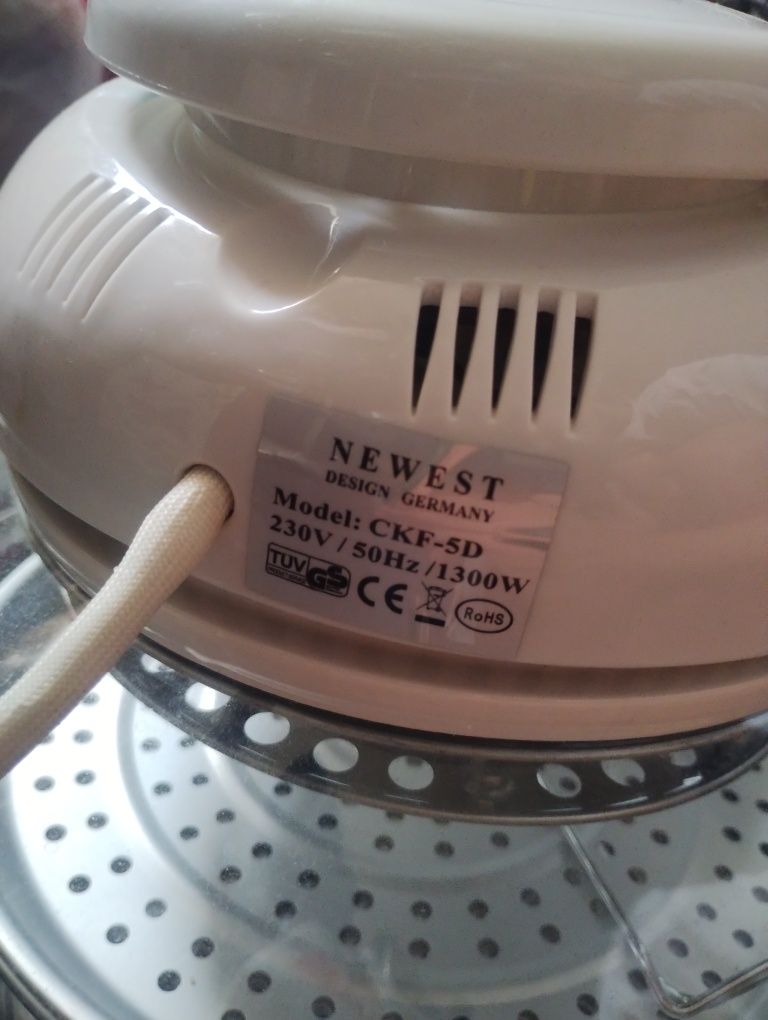 NEWEST
DESIGN GERMANY
Model: CKF-5D
230V / 50Hz /1300W
TUV GS CE RoHS